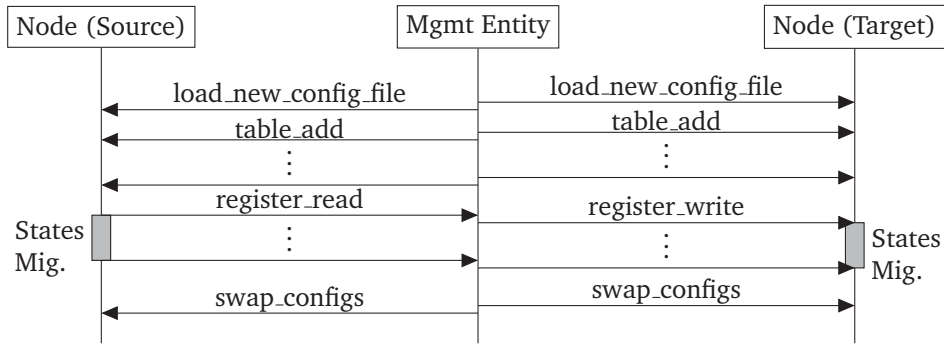 Node (Source)
Mgmt Entity
Node (Target)
load_new_config_file
load_new_config_file
table_add
table_add
⋮
⋮
register_read
register_write
States
Mig.
⋮
⋮
States
Mig.
swap_configs
swap_configs